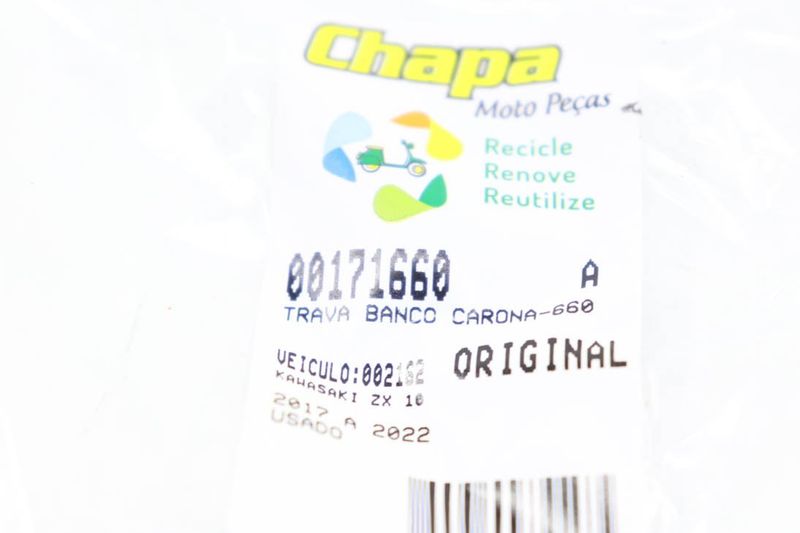 Chapa
Moto Peças
Recicle
Renove
Reutilize
00171660 A
TRAVA BANCO CARONA-660
VEICULO:002182 ORIGINAL
KAWASAKI ZX 10
2017 A 2022
USADO